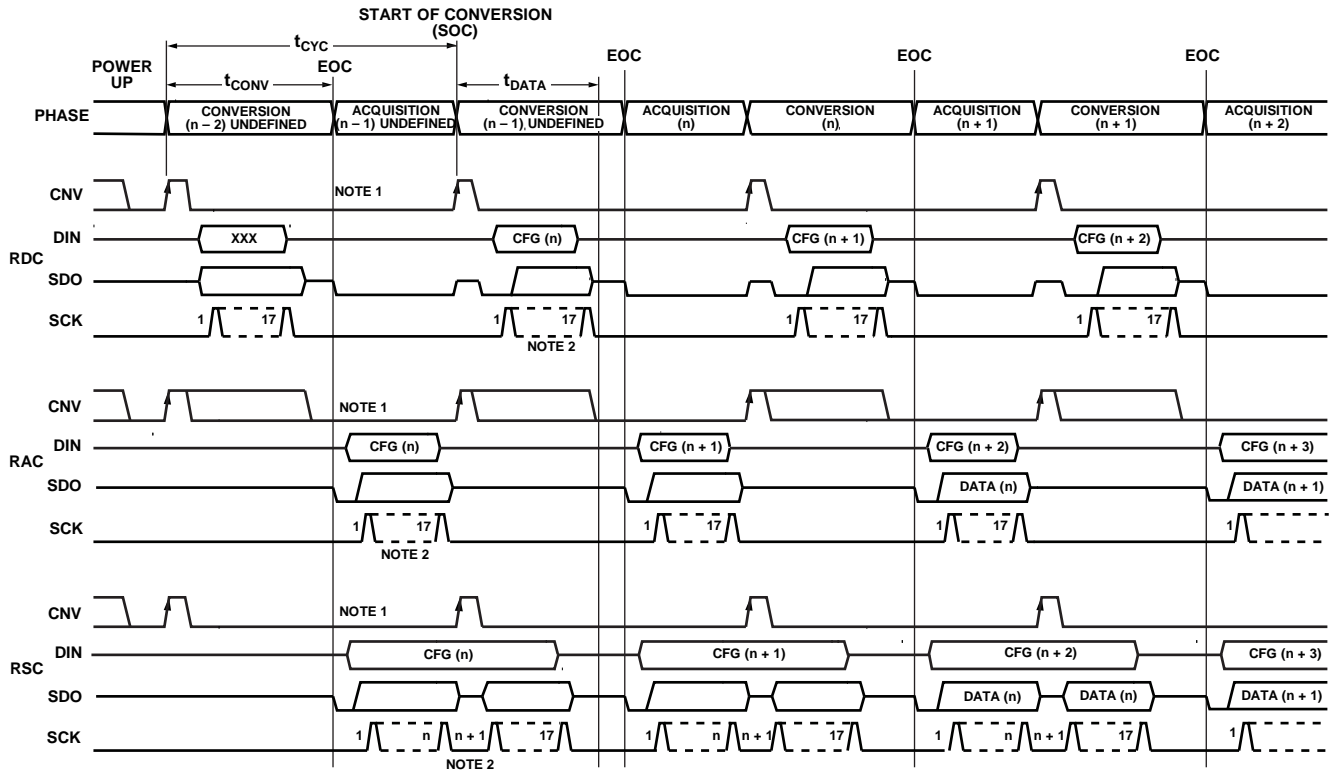 START OF CONVERSION
(SOC)
tCYC
POWER
UP
EOC
EOC
EOC
EOC
tCONV
tDATA
PHASE
CONVERSION
(n – 2) UNDEFINED
ACQUISITION
(n – 1) UNDEFINED
CONVERSION
(n – 1) UNDEFINED
ACQUISITION
(n)
CONVERSION
(n)
ACQUISITION
(n + 1)
CONVERSION
(n + 1)
ACQUISITION
(n + 2)
CNV
NOTE 1
RDC
DIN
XXX
CFG (n)
CFG (n + 1)
CFG (n + 2)
SDO
SCK
1 17
1 17
1 17
1 17
NOTE 2
CNV
NOTE 1
RAC
DIN
CFG (n)
CFG (n + 1)
CFG (n + 2)
CFG (n + 3)
SDO
DATA (n)
DATA (n + 1)
SCK
1 17
1 17
1 17
1
NOTE 2
CNV
NOTE 1
RSC
DIN
CFG (n)
CFG (n + 1)
CFG (n + 2)
CFG (n + 3)
SDO
DATA (n)
DATA (n)
DATA (n + 1)
SCK
1 n n + 1 17
1 n n + 1 17
1 n n + 1 17
1
NOTE 2